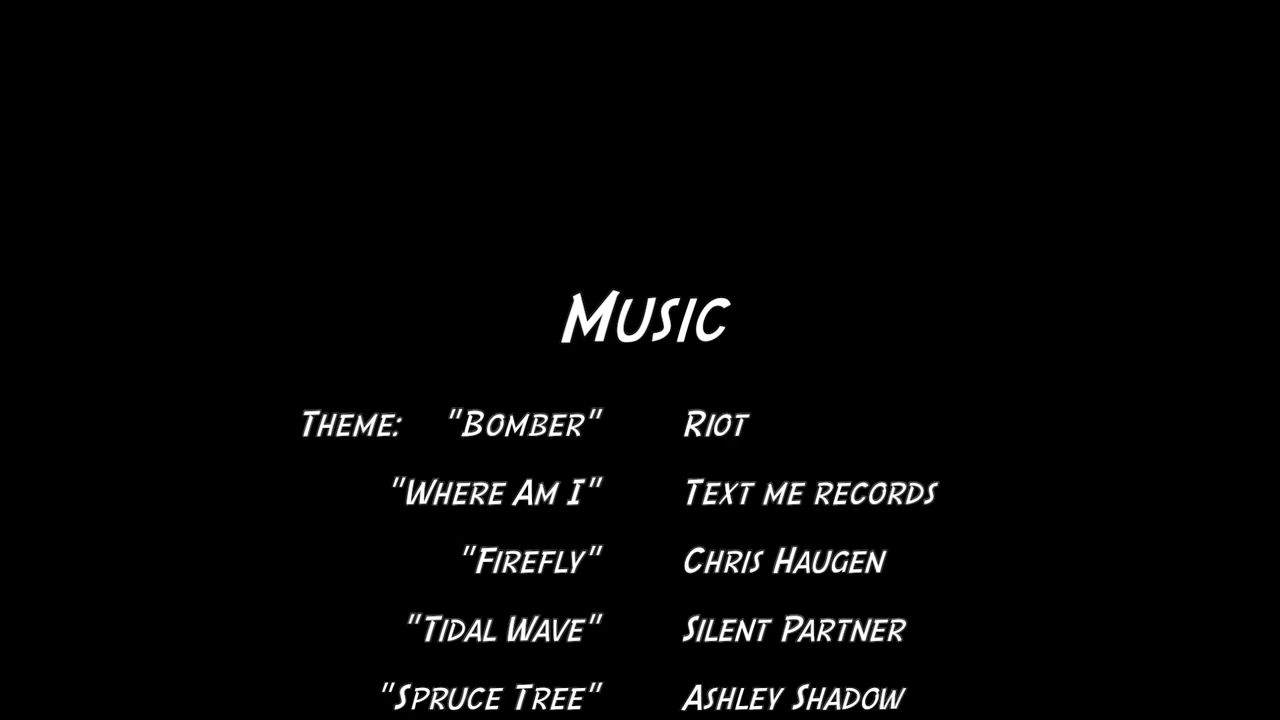 Music
Theme: "Bomber" Riot
"Where Am I" Text me records
"Firefly" Chris Haugen
"Tidal Wave" Silent Partner
"Spruce Tree" Ashley Shadow